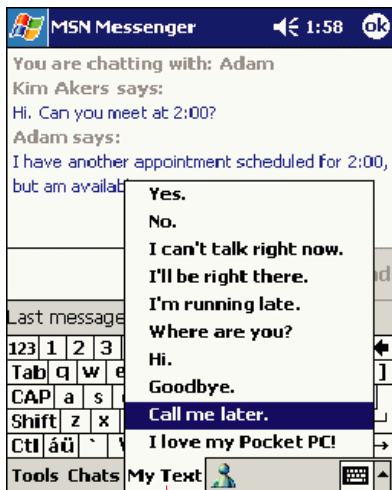 MSN Messenger 1:58 ok
You are chatting with: Adam
Kim Akers says:
Hi. Can you meet at 2:00?
Adam says:
I have another appointment scheduled for 2:00,
but am
Yes.
No.
I can't talk right now.
I'll be right there.
I'm running late.
Where are you?
Hi.
Goodbye.
Call me later.
I love my Pocket PC!
Last message
123 1 2 3
Tab q w e ]
CAP a s
Shift z x
Ctl áü `
Tools Chats My Text